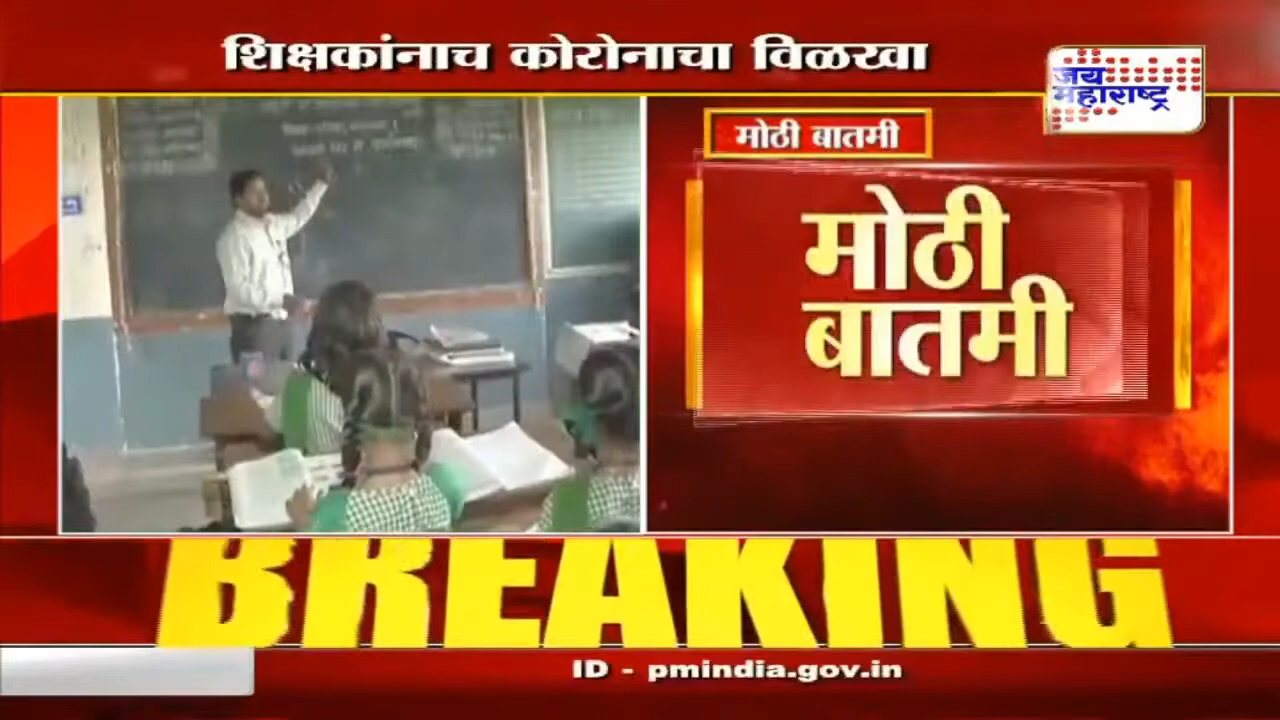 शिक्षकांनाच कोरोनाचा विळखा
जय
महाराष्ट्र
मोठी बातमी
मोठी
बातमी
BREAKING
ID - pmindia.gov.in